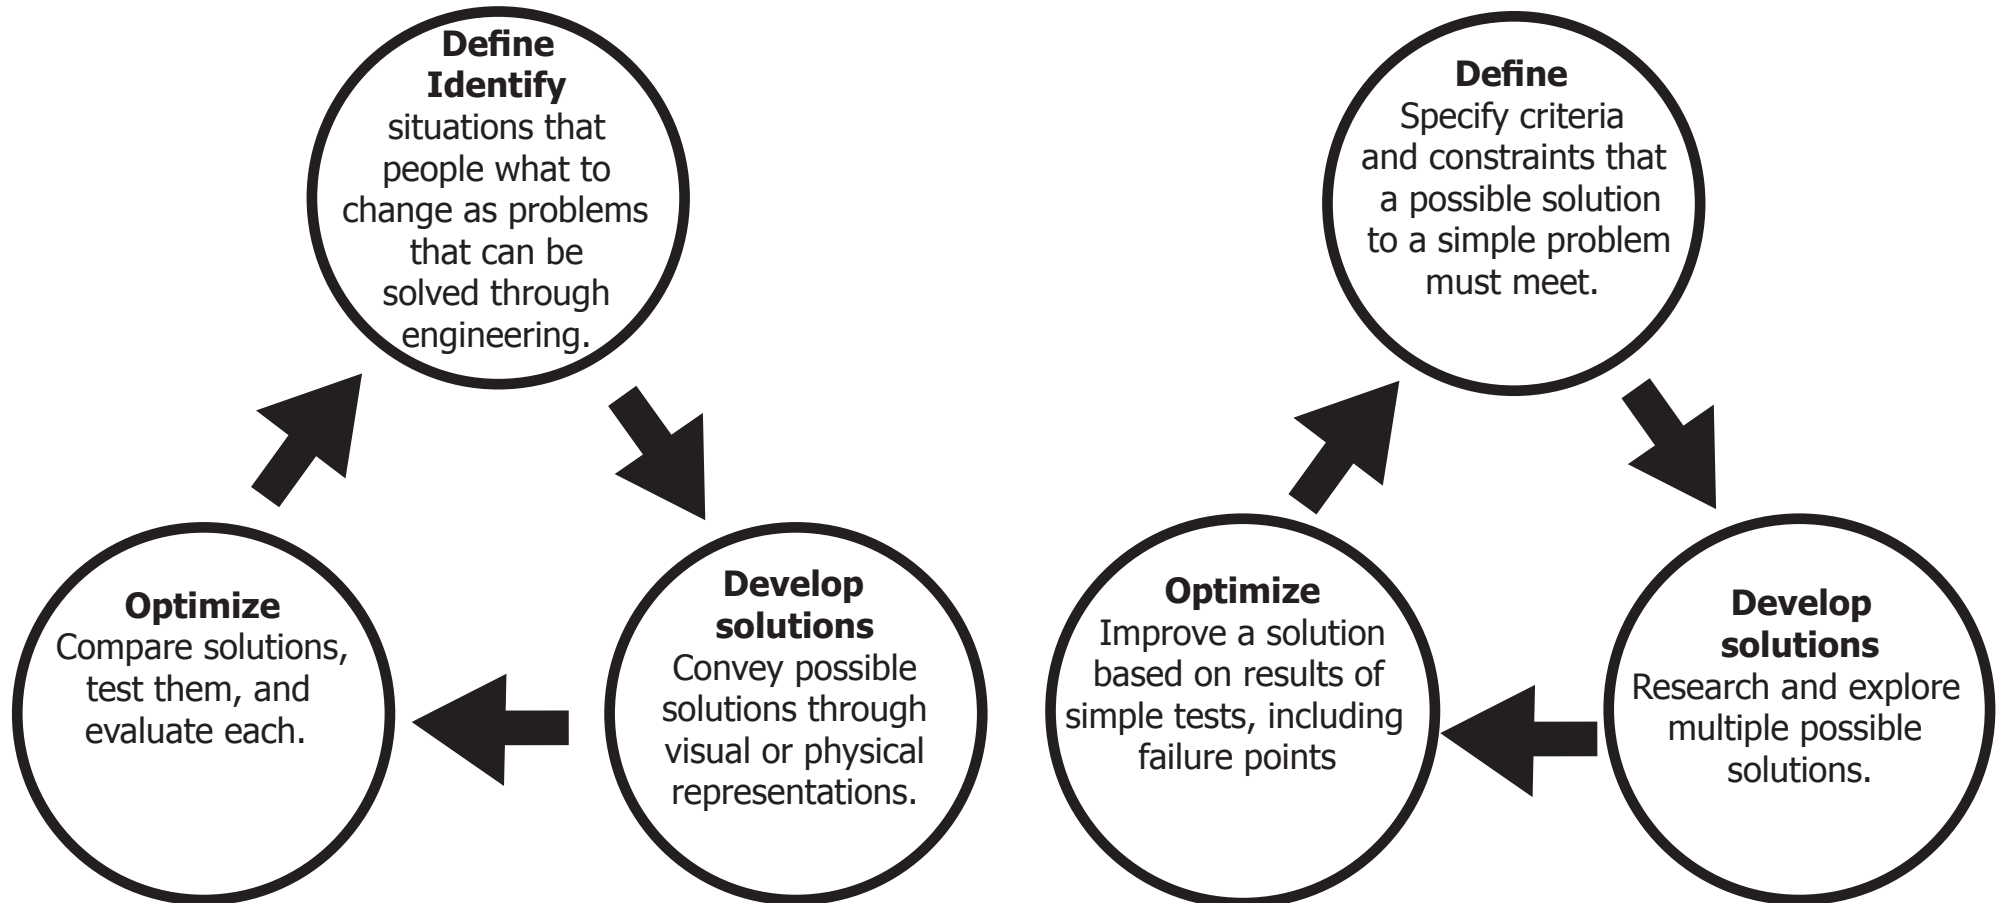 Define
Identify
situations that
people what to
change as problems
that can be
solved through
engineering.
Develop
solutions
Convey possible
solutions through
visual or physical
representations.
Optimize
Compare solutions,
test them, and
evaluate each.
Define
Specify criteria
and constraints that
a possible solution
to a simple problem
must meet.
Develop
solutions
Research and explore
multiple possible
solutions.
Optimize
Improve a solution
based on results of
simple tests, including
failure points